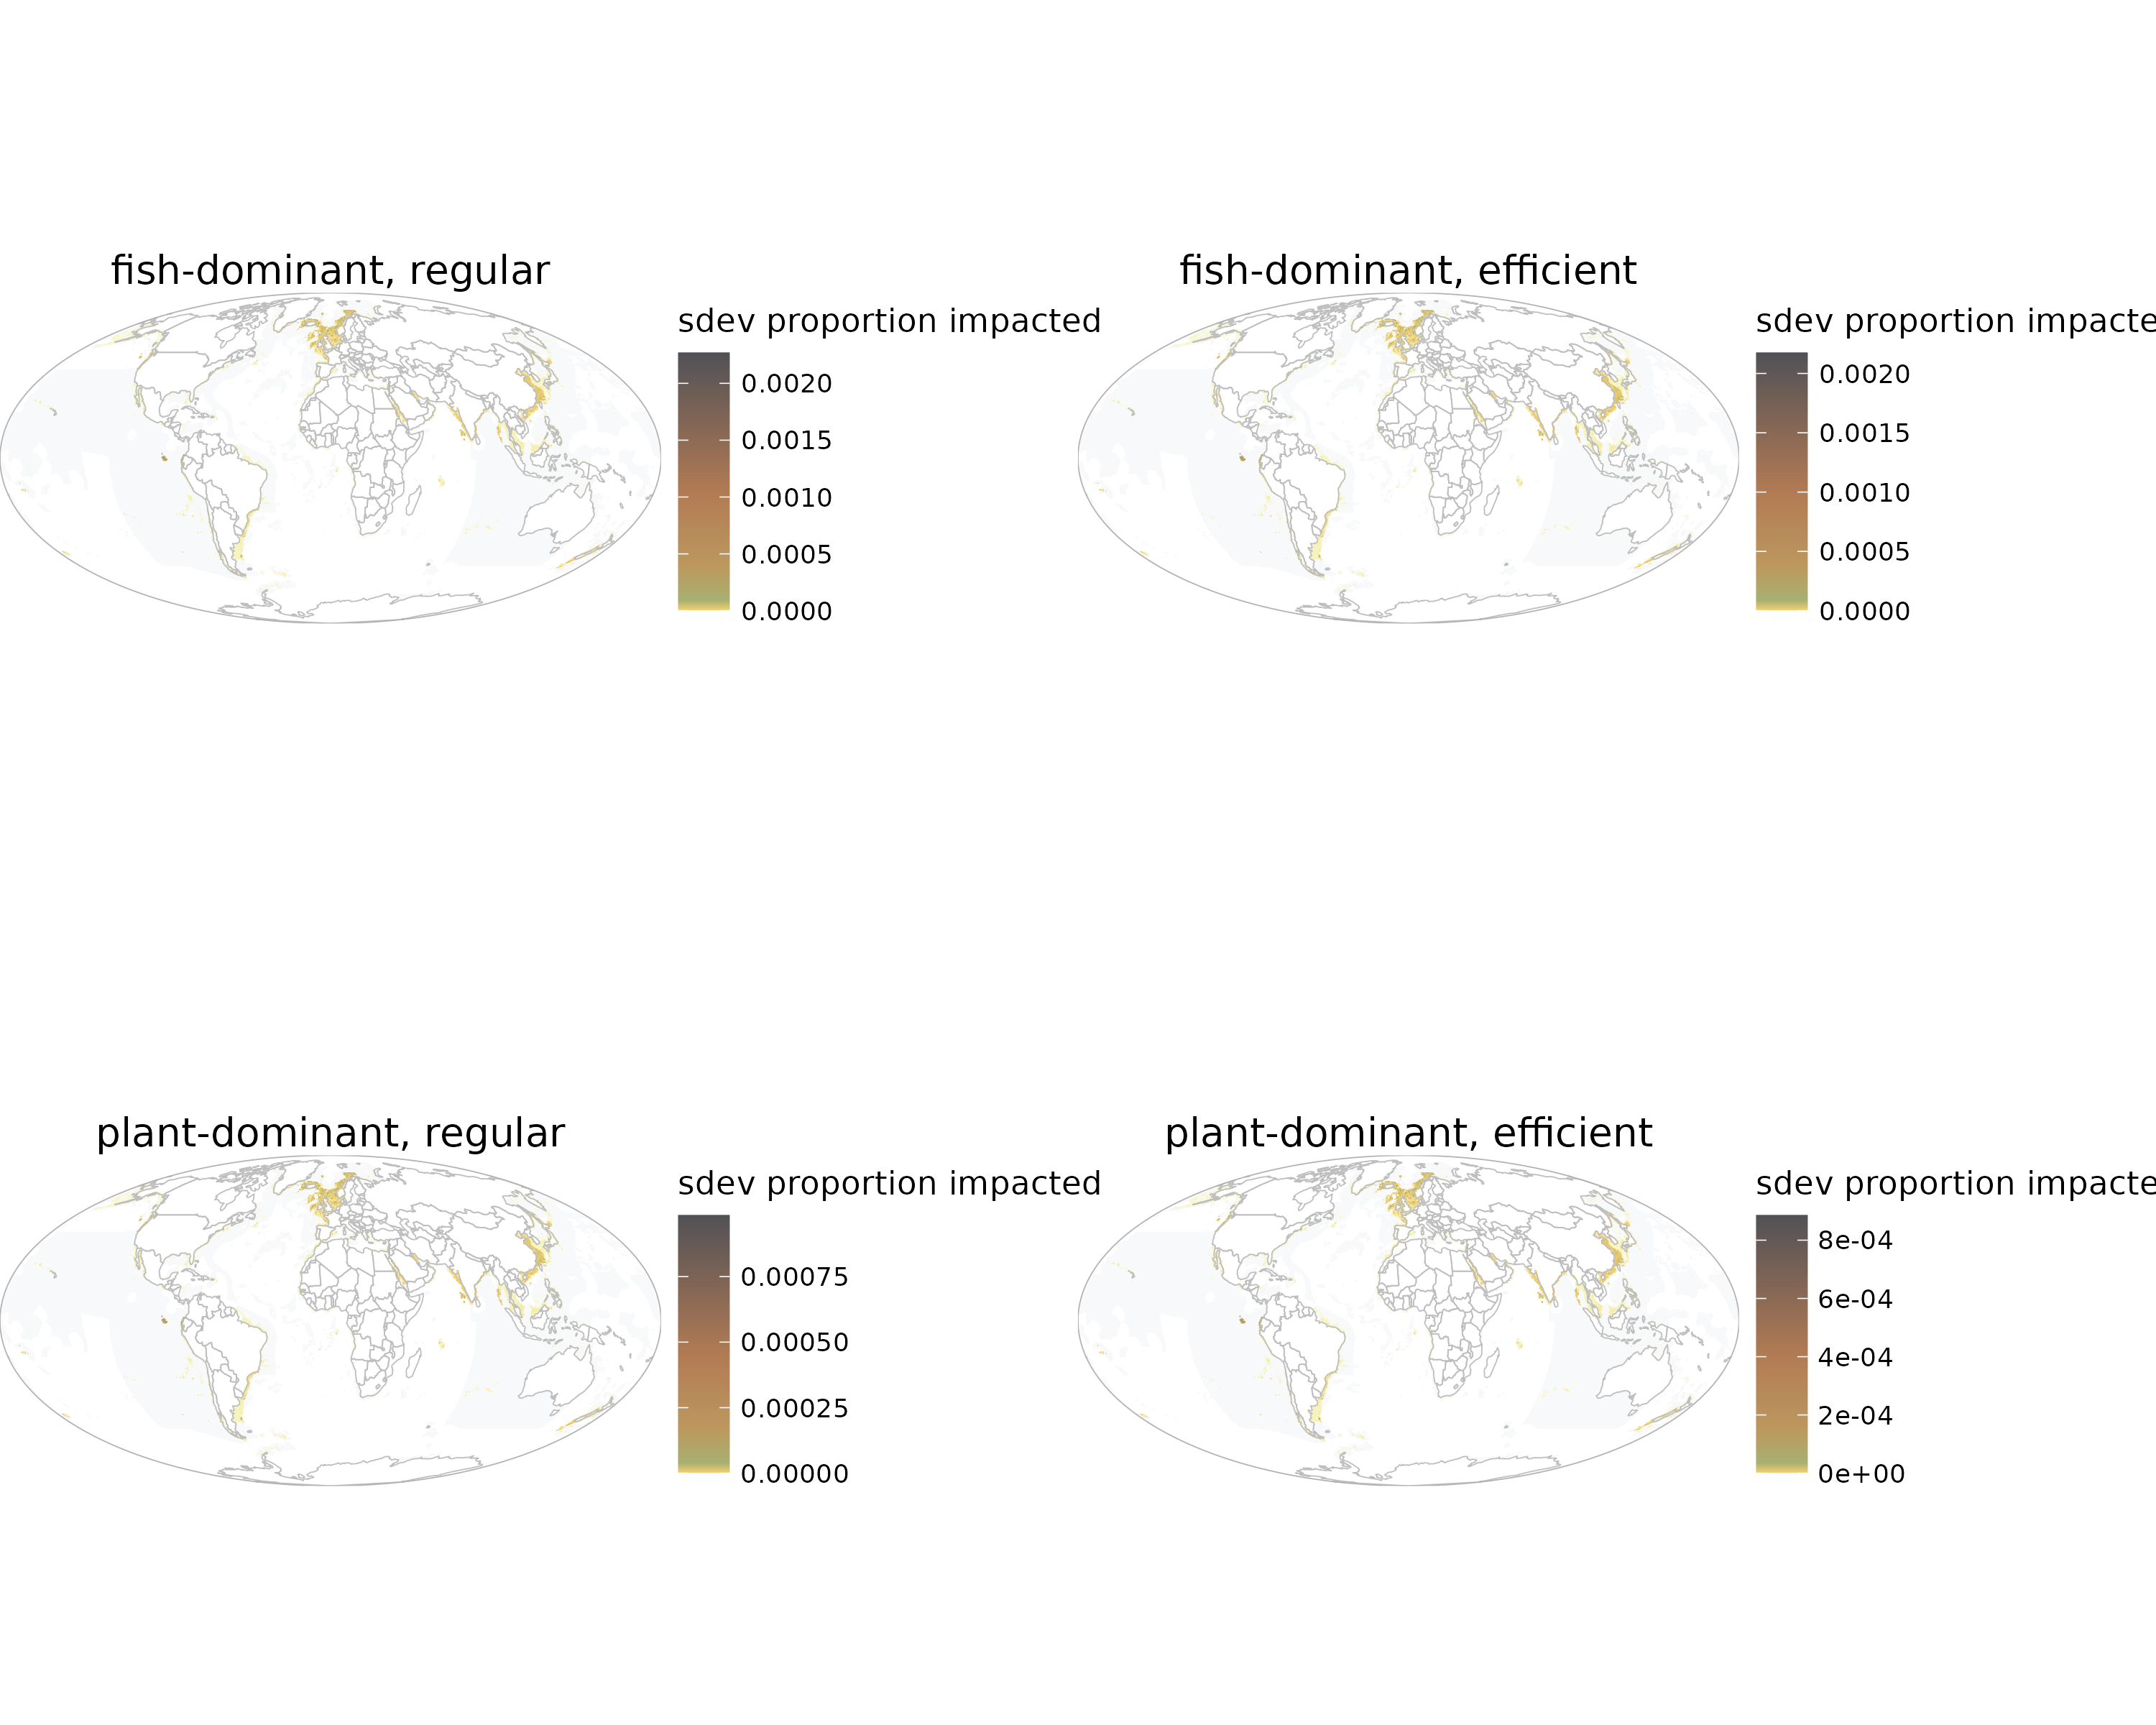 fish-dominant, regular
sdev proportion impacted
0.0020
0.0015
0.0010
0.0005
0.0000
fish-dominant, efficient
sdev proportion impacte
0.0020
0.0015
0.0010
0.0005
0.0000
plant-dominant, regular
sdev proportion impacted
0.00075
0.00050
0.00025
0.00000
plant-dominant, efficient
sdev proportion impacte
8e-04
6e-04
4e-04
2e-04
0e+00